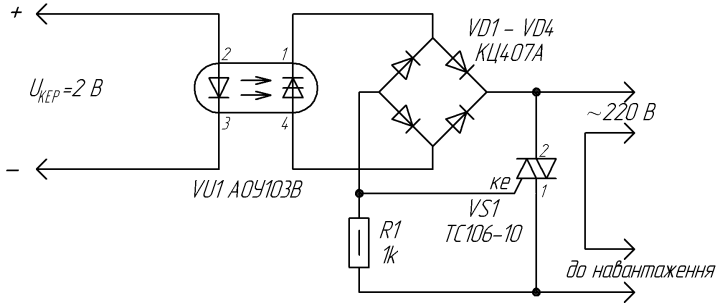 +
U КЕР =2 В
−
2
3
1
4
VU1 АОУ103В
VD1 – VD4
КЦ407А
~220 В
ке
2
1
VS1
ТС106-10
R1
1k
до навантаження